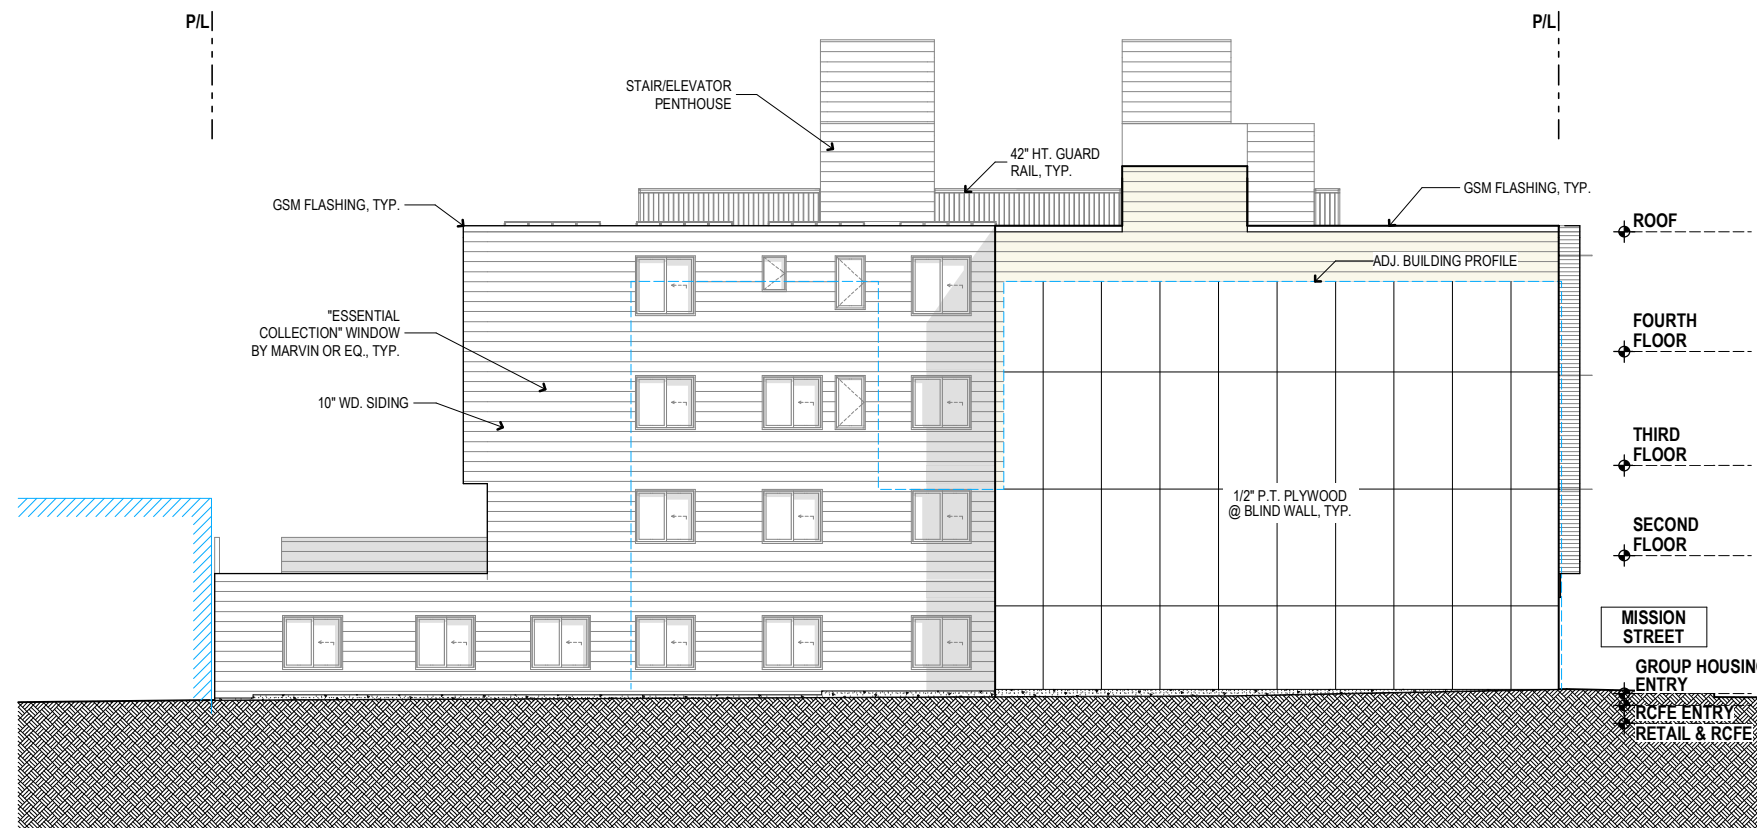 P/L
P/L
STAIR/ELEVATOR
PENTHOUSE
42" HT. GUARD
RAIL, TYP.
GSM FLASHING, TYP.
GSM FLASHING, TYP.
ROOF
ADJ. BUILDING PROFILE
"ESSENTIAL
COLLECTION" WINDOW
BY MARVIN OR EQ., TYP.
FOURTH
FLOOR
10" WD. SIDING
THIRD
FLOOR
1/2" P.T. PLYWOOD
@ BLIND WALL, TYP.
SECOND
FLOOR
MISSION
STREET
GROUP HOUSING
ENTRY
RCFE ENTRY
RETAIL & RCFE